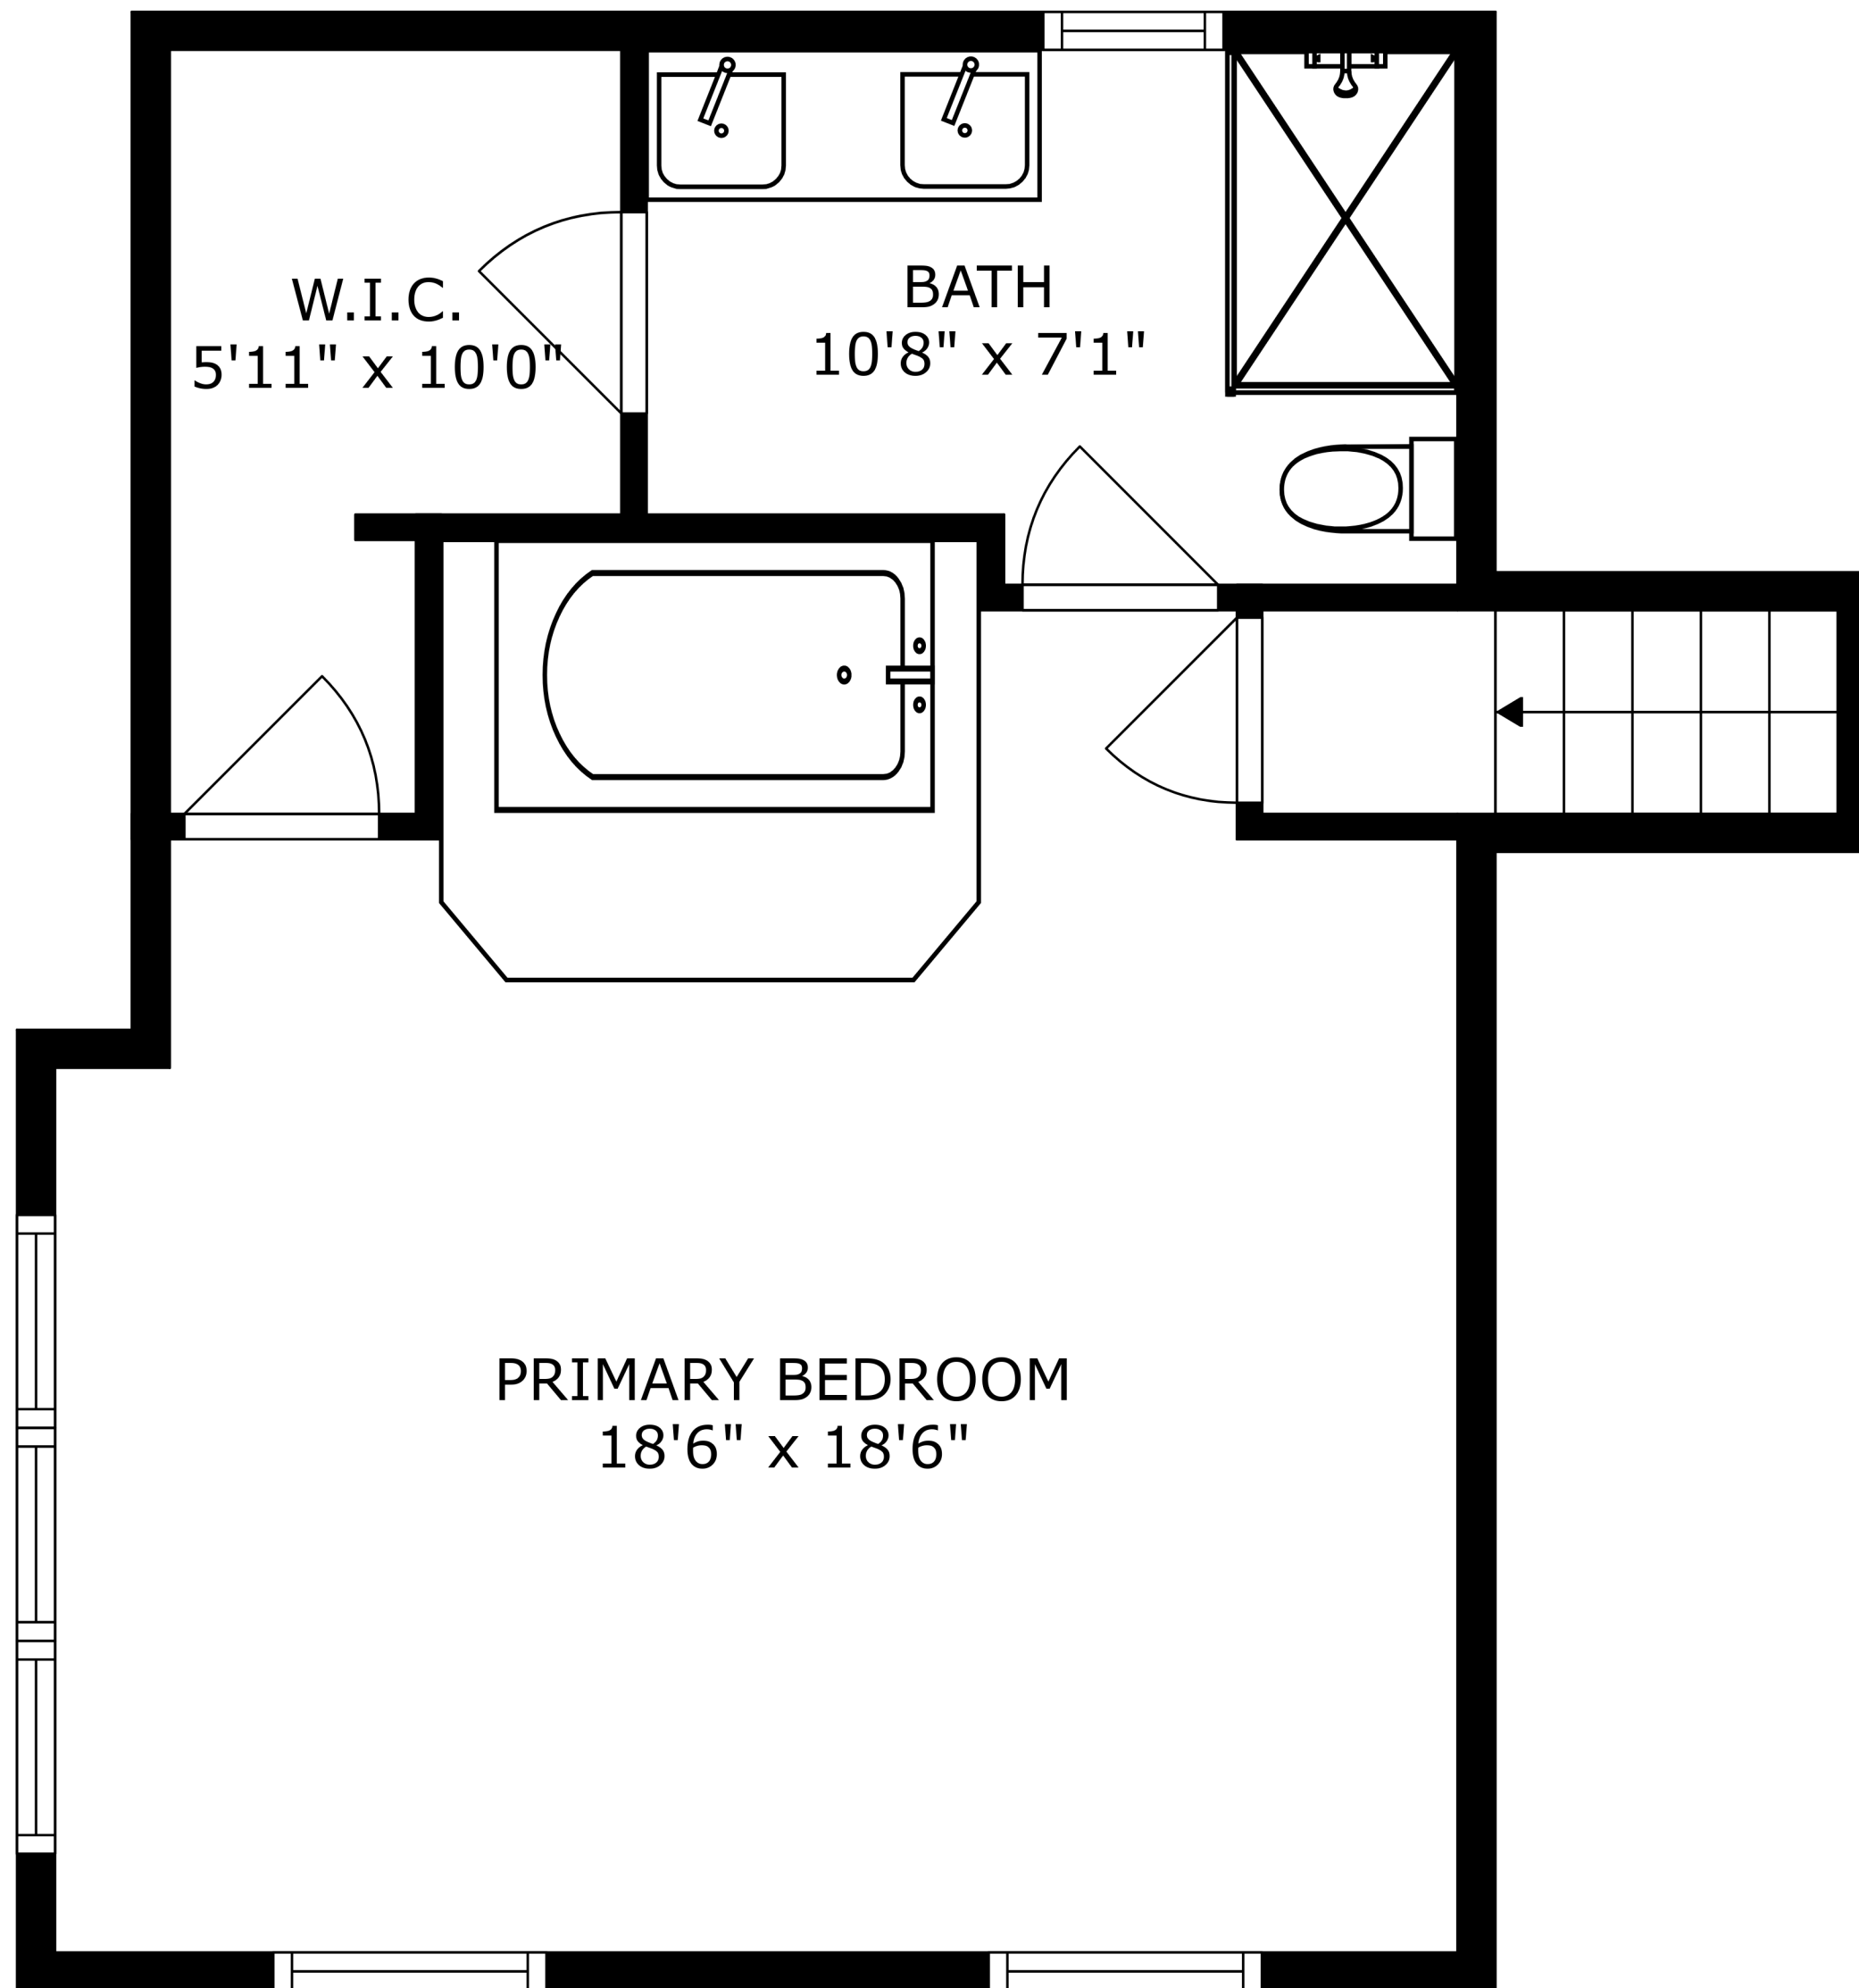 W.I.C.
5'11" x 10'0"
BATH
10'8" x 7'1"
PRIMARY BEDROOM
18'6" x 18'6"